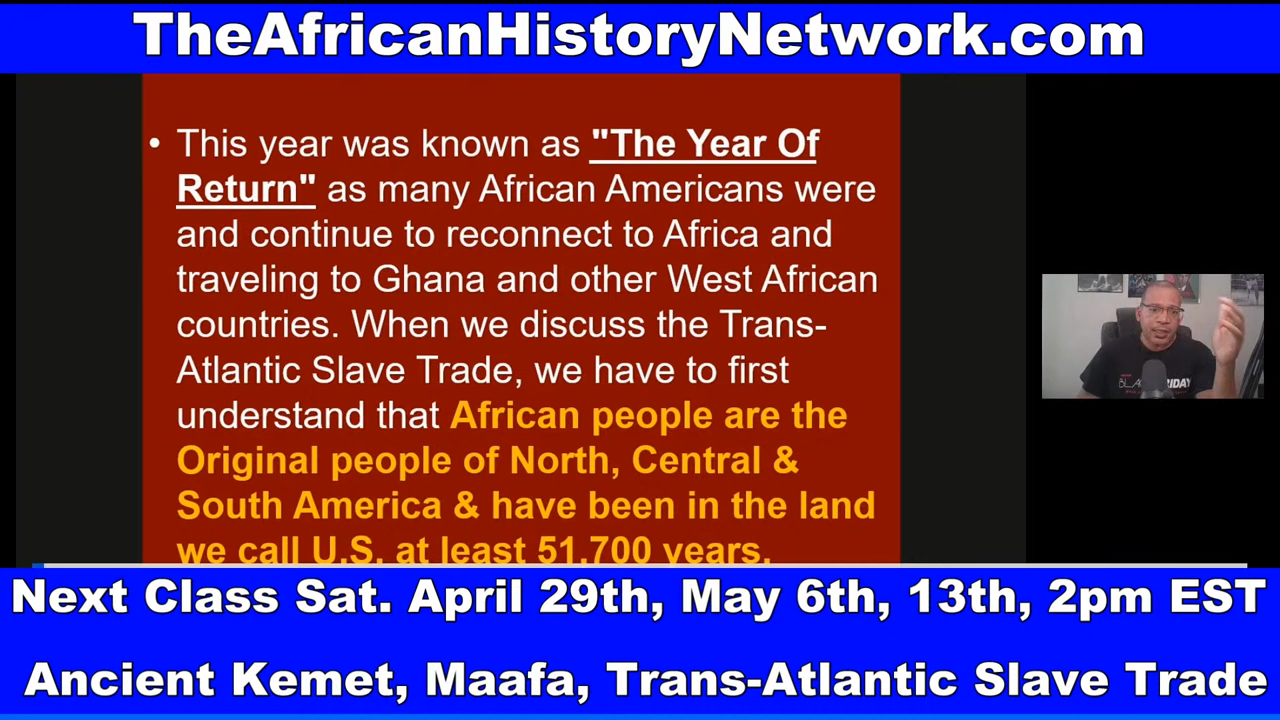 TheAfricanHistoryNetwork.com
• This year was known as "The Year Of
Return" as many African Americans were
and continue to reconnect to Africa and
traveling to Ghana and other West African
countries. When we discuss the Trans-
Atlantic Slave Trade, we have to first
understand that African people are the
Original people of North, Central &
South America & have been in the land
we call U.S. at least 51,700 years.
Next Class Sat. April 29th, May 6th, 13th, 2pm EST
Ancient Kemet, Maafa, Trans-Atlantic Slave Trade